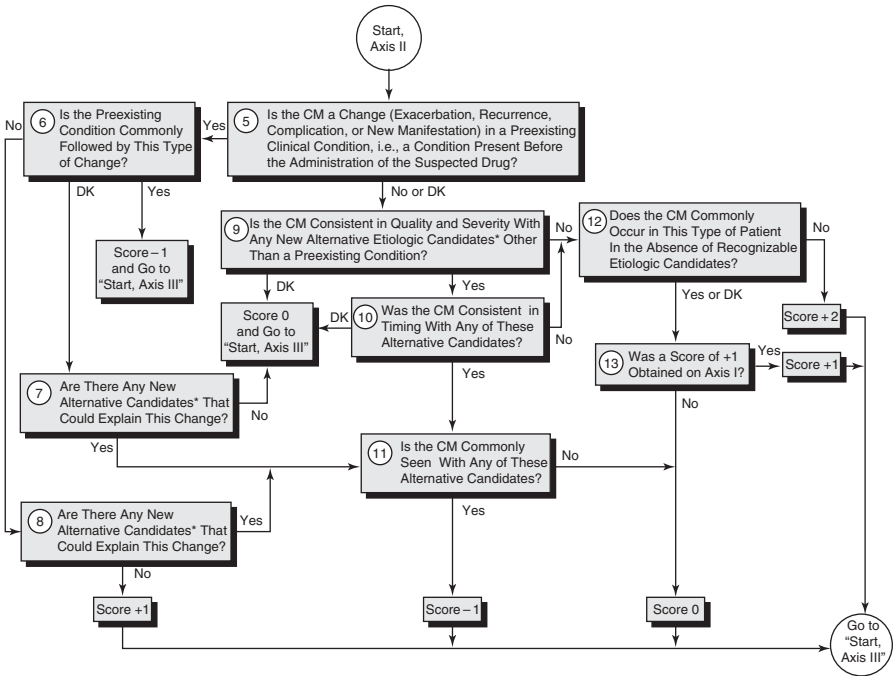 Start,
Axis II
6
Is the Preexisting
Condition Commonly
Followed by This Type
of Change?
No
Yes
5
Is the CM a Change (Exacerbation, Recurrence,
Complication, or New Manifestation) in a Preexisting
Clinical Condition, i.e., a Condition Present Before
the Administration of the Suspected Drug?
DK
Yes
No or DK
Score – 1
and Go to
“Start, Axis III”
9
Is the CM Consistent in Quality and Severity With
Any New Alternative Etiologic Candidates* Other
Than a Preexisting Condition?
No
12
Does the CM Commonly
Occur in This Type of Patient
In the Absence of Recognizable
Etiologic Candidates?
No
DK
Yes
Yes or DK
Score 0
and Go to
“Start, Axis III”
DK
10
Was the CM Consistent in
Timing With Any of These
Alternative Candidates?
No
Score + 2
Yes
13
Was a Score of +1
Obtained on Axis I?
Yes
Score +1
No
7
Are There Any New
Alternative Candidates* That
Could Explain This Change?
No
Yes
11
Is the CM Commonly
Seen With Any of These
Alternative Candidates?
No
Yes
8
Are There Any New
Alternative Candidates* That
Could Explain This Change?
Yes
No
Score +1
Score – 1
Score 0
Go to
“Start,
Axis III”